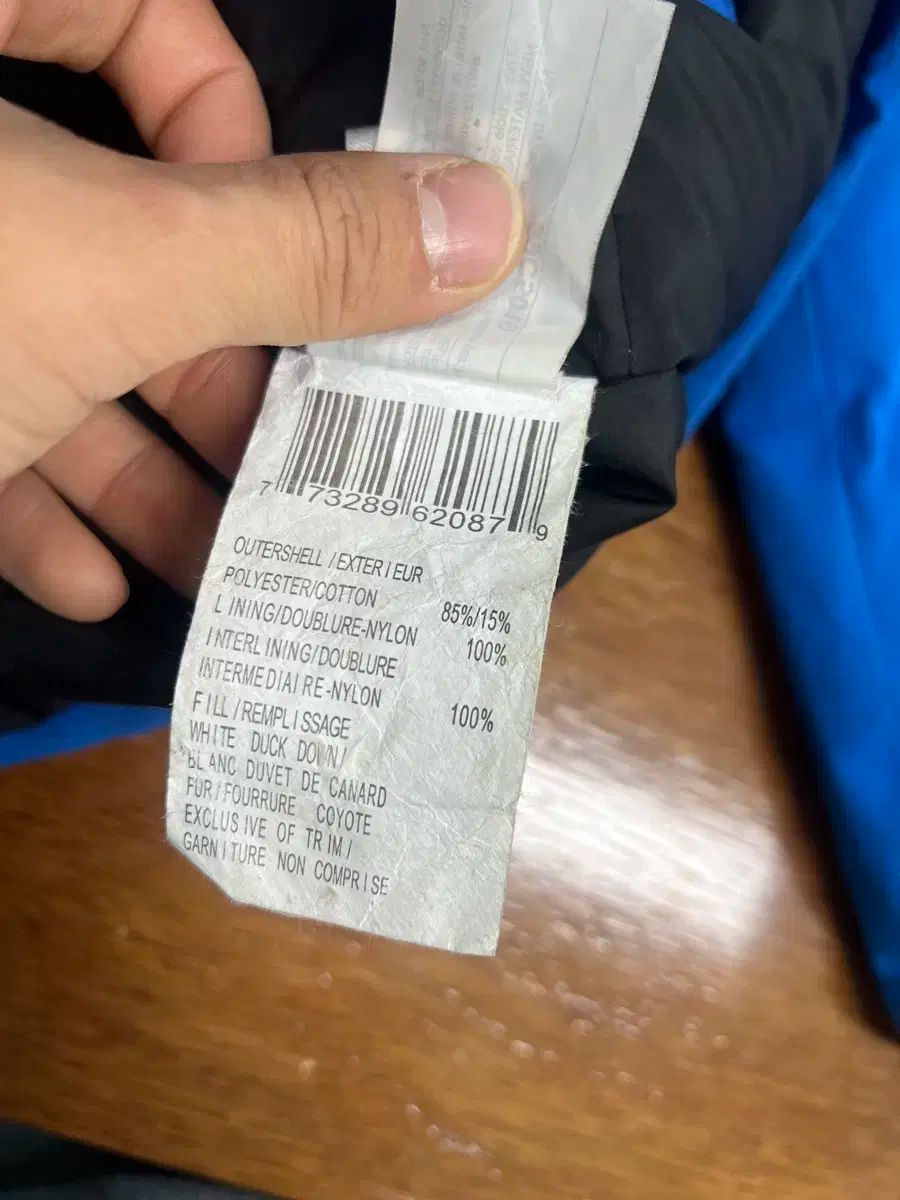 7 73289 62087 9
OUTERSHELL / EXTERIEUR
POLYESTER/COTTON 85%/15%
LINING/DOUBLURE-NYLON 100%
INTERLINING/DOUBLURE
INTERMEDIAIRE-NYLON 100%
FILL/REMPLISSAGE
WHITE DUCK DOWN/
BLANC DUVET DE CANARD
FUR/FOURRURE COYOTE
EXCLUSIVE OF TRIM/
GARNITURE NON COMPRISE